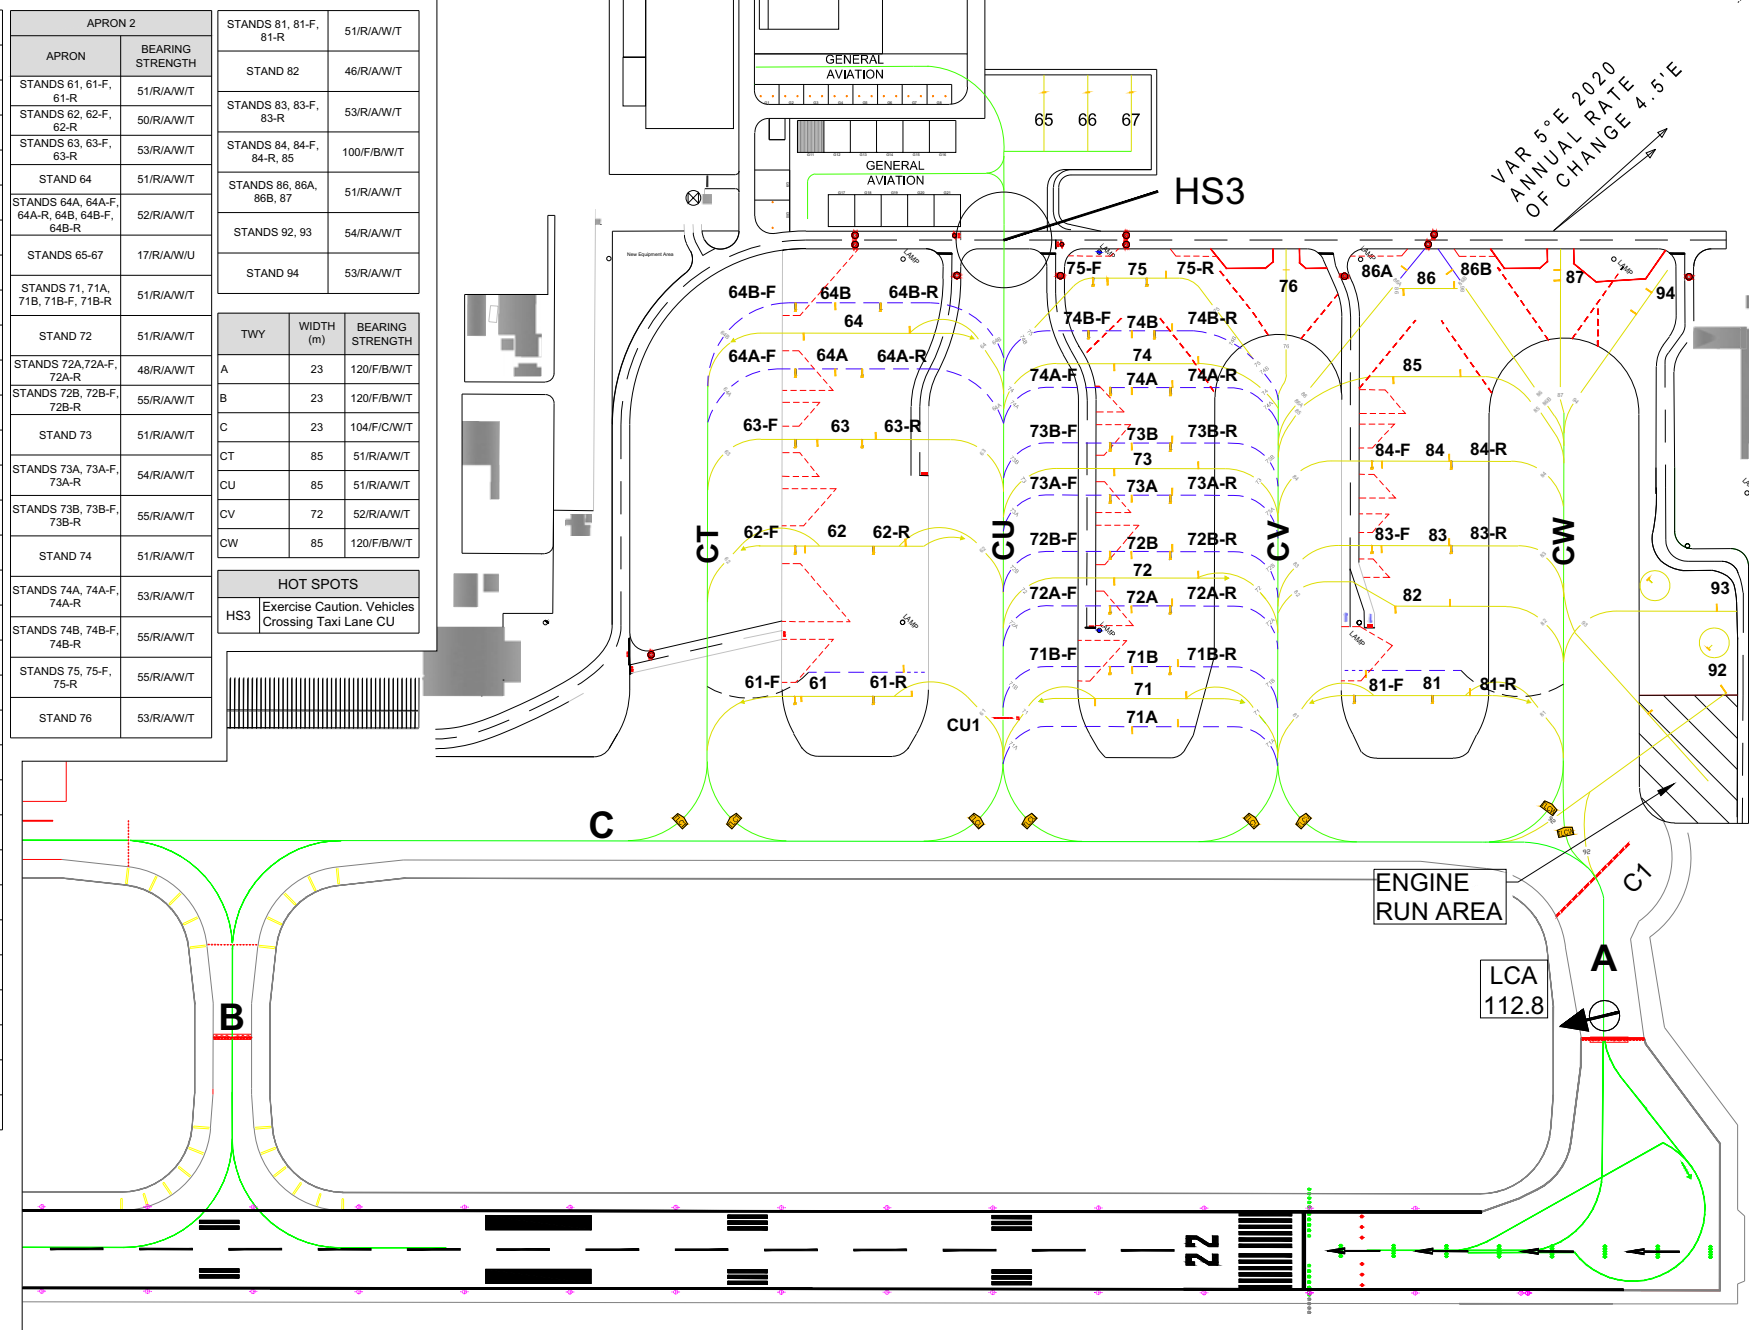 APRON 2
APRON
BEARING
STRENGTH
STANDS 61, 61-F,
61-R
51/R/A/W/T
STANDS 62, 62-F,
62-R
50/R/A/W/T
STANDS 63, 63-F,
63-R
53/R/A/W/T
STAND 64
51/R/A/W/T
STANDS 64A, 64A-F,
64A-R, 64B, 64B-F,
64B-R
52/R/A/W/T
STANDS 65-67
17/R/A/W/U
STANDS 71, 71A,
71B, 71B-F, 71B-R
51/R/A/W/T
STAND 72
51/R/A/W/T
STANDS 72A,72A-F,
72A-R
48/R/A/W/T
STANDS 72B, 72B-F,
72B-R
55/R/A/W/T
STAND 73
51/R/A/W/T
STANDS 73A, 73A-F,
73A-R
54/R/A/W/T
STANDS 73B, 73B-F,
73B-R
55/R/A/W/T
STAND 74
51/R/A/W/T
STANDS 74A, 74A-F,
74A-R
53/R/A/W/T
STANDS 74B, 74B-F,
74B-R
55/R/A/W/T
STANDS 75, 75-F,
75-R
55/R/A/W/T
STAND 76
53/R/A/W/T
STANDS 81, 81-F,
81-R
51/R/A/W/T
STAND 82
46/R/A/W/T
STANDS 83, 83-F,
83-R
53/R/A/W/T
STANDS 84, 84-F,
84-R, 85
100/F/B/W/T
STANDS 86, 86A,
86B, 87
51/R/A/W/T
STANDS 92, 93
54/R/A/W/T
STAND 94
53/R/A/W/T
TWY
WIDTH
(m)
BEARING
STRENGTH
A 23 120/F/B/W/T
B 23 120/F/B/W/T
C 23 104/F/C/W/T
CT 85 51/R/A/W/T
CU 85 51/R/A/W/T
CV 72 52/R/A/W/T
CW 85 120/F/B/W/T
HOT SPOTS
HS3
Exercise Caution. Vehicles
Crossing Taxi Lane CU
GENERAL
AVIATION
GENERAL
AVIATION
65 66 67
HS3
VAR 5°E 2020
ANNUAL RATE
OF CHANGE 4.5'E
New Equipment Area
LAMP
LAMP
LAMP
LAMP
75-F 75 75-R
76
86A 86 86B
87
94
64B-F 64B 64B-R
64
64A-F 64A 64A-R
74B-F 74B 74B-R
74
74A-F 74A 74A-R
85
63-F 63 63-R
73B-F 73B 73B-R
73
73A-F 73A 73A-R
84-F 84 84-R
CT
CU
CV
CW
62-F 62 62-R
72B-F 72B 72B-R
72
72A-F 72A 72A-R
83-F 83 83-R
82
93
LAMP
LAMP
LAMP
92
61-F 61 61-R
71B-F 71B 71B-R
71
71A
81-F 81 81-R
CU1
C
ENGINE
RUN AREA
C1
A
LCA
112.8
B
22